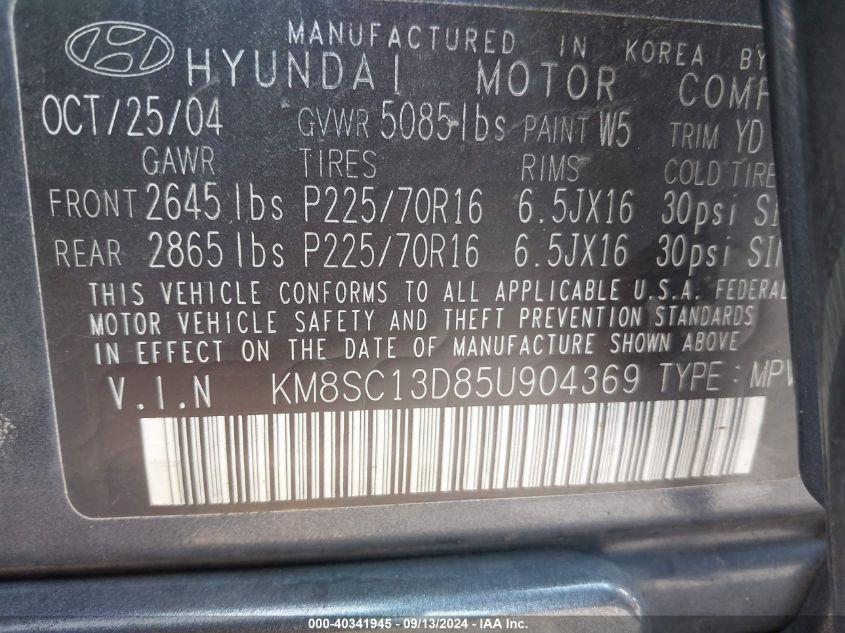 MANUFACTURED IN KOREA BY
HYUNDAI MOTOR COMP
OCT/25/04 GVWR 5085 lbs PAINT W5 TRIM YD
GAWR TIRES RIMS COLD TIRE
FRONT 2645 lbs P225/70R16 6.5JX16 30psi SI
REAR 2865 lbs P225/70R16 6.5JX16 30psi SI
THIS VEHICLE CONFORMS TO ALL APPLICABLE U.S.A. FEDERAL
MOTOR VEHICLE SAFETY AND THEFT PREVENTION STANDARDS
IN EFFECT ON THE DATE OF MANUFACTURE SHOWN ABOVE
V.I.N KM8SC13D85U904369 TYPE : MPV
000-40341945 - 09/13/2024 - IAA, Inc.